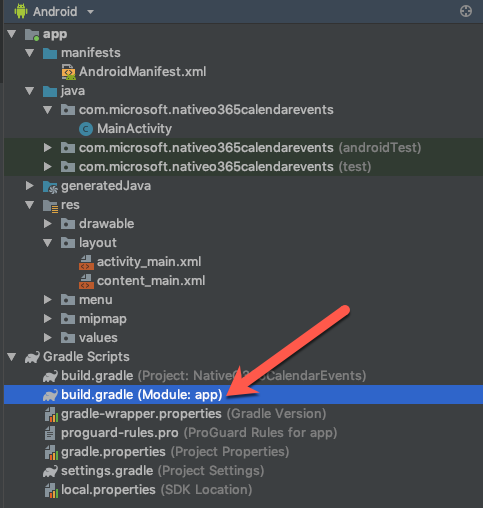 Android
app
manifests
AndroidManifest.xml
java
com.microsoft.nativeo365calendarevents
MainActivity
com.microsoft.nativeo365calendarevents (androidTest)
com.microsoft.nativeo365calendarevents (test)
generatedJava
res
drawable
layout
activity_main.xml
content_main.xml
menu
mipmap
values
Gradle Scripts
build.gradle (Project: NativeO365CalendarEvents)
build.gradle (Module: app)
gradle-wrapper.properties (Gradle Version)
proguard-rules.pro (ProGuard Rules for app)
gradle.properties (Project Properties)
settings.gradle (Project Settings)
local.properties (SDK Location)